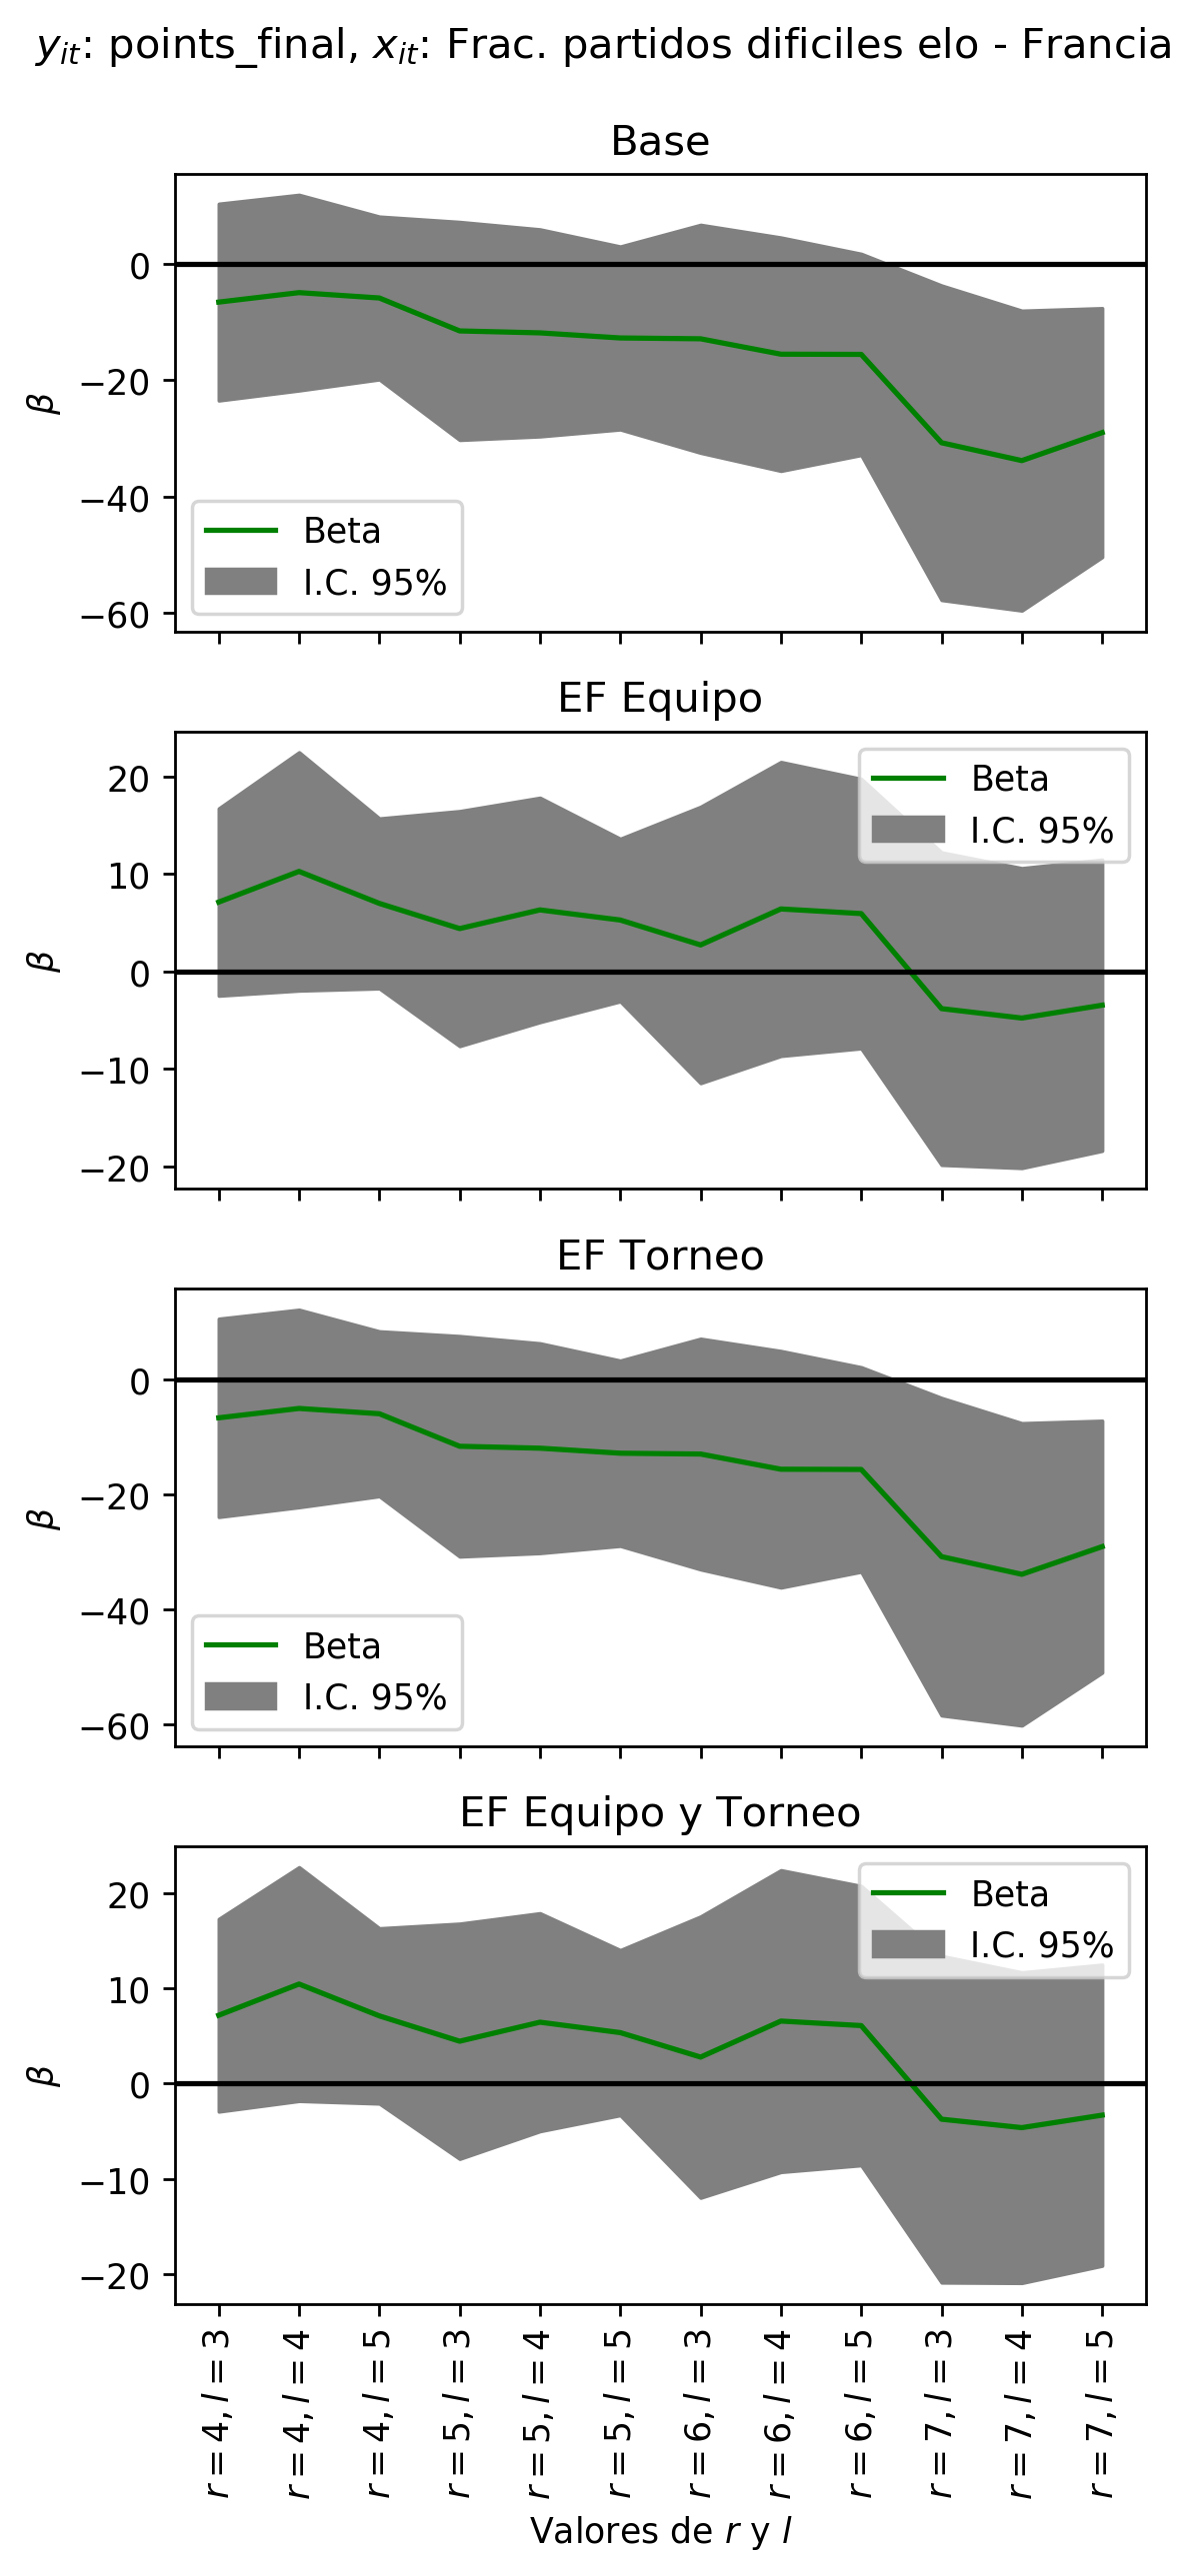 y_it: points_final, x_it: Frac. partidos dificiles elo - Francia
Base
0
−20
−40
−60
β
Beta
I.C. 95%
EF Equipo
20
10
0
−10
−20
β
Beta
I.C. 95%
EF Torneo
0
−20
−40
−60
β
Beta
I.C. 95%
EF Equipo y Torneo
20
10
0
−10
−20
β
Beta
I.C. 95%
r = 4, l = 3
r = 4, l = 4
r = 4, l = 5
r = 5, l = 3
r = 5, l = 4
r = 5, l = 5
r = 6, l = 3
r = 6, l = 4
r = 6, l = 5
r = 7, l = 3
r = 7, l = 4
r = 7, l = 5
Valores de r y l